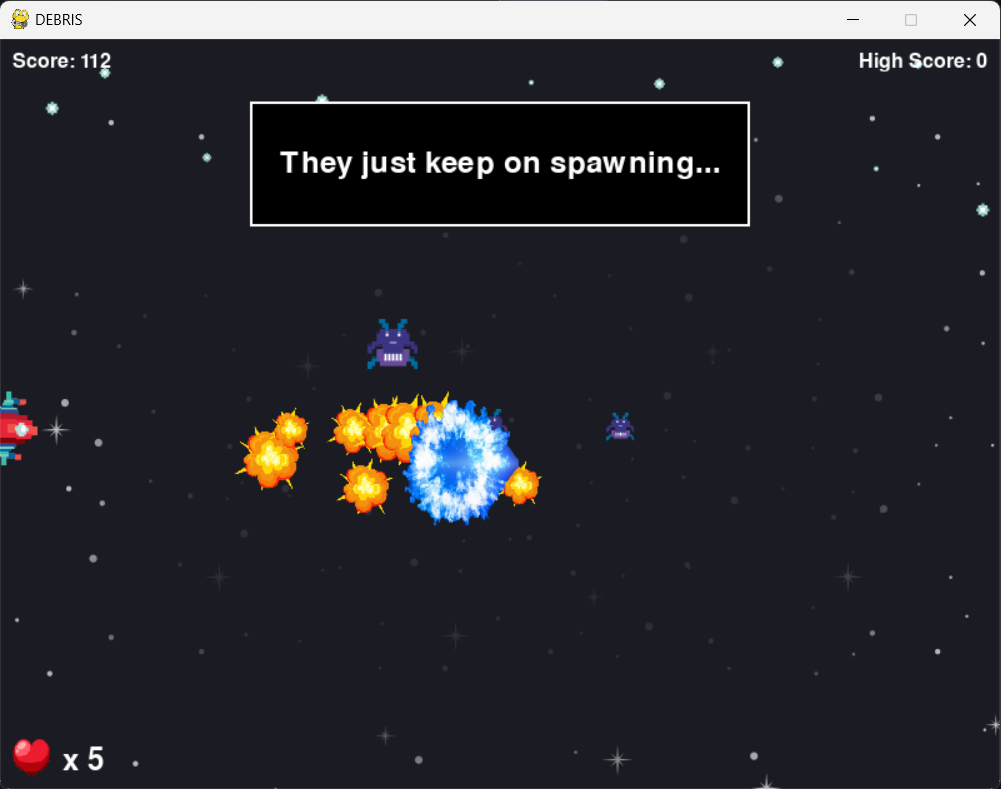 DEBRIS
Score: 112
High Score: 0
They just keep on spawning...
x 5